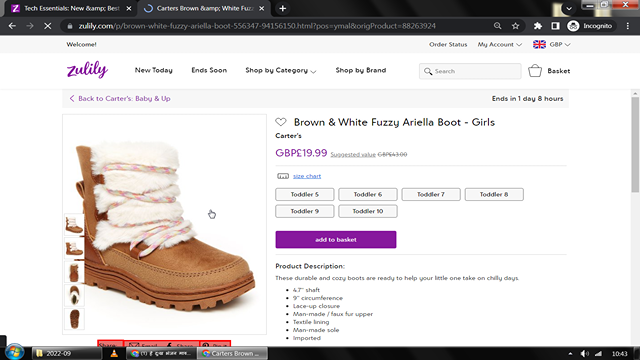 Tech Essentials: New &amp; Best
Carters Brown &amp; White Fuzzy
zulily.com/p/brown-white-fuzzy-ariella-boot-556347-94156150.html?pos=ymal&origProduct=88263924
Incognito
Welcome!
Order Status
My Account
GBP
zulily
New Today
Ends Soon
Shop by Category
Shop by Brand
Search
Basket
Back to Carter's: Baby & Up
Ends in 1 day 8 hours
Brown & White Fuzzy Ariella Boot - Girls
Carter's
GBP£19.99 Suggested value GBP£43.00
size chart
Toddler 5
Toddler 6
Toddler 7
Toddler 8
Toddler 9
Toddler 10
add to basket
Product Description:
These durable and cozy boots are ready to help your little one take on chilly days.
4.7" shaft
9" circumference
Lace-up closure
Man-made / faux fur upper
Textile lining
Man-made sole
Imported
Share
Email
Share
2022-09
Carters Brown ...
10:43